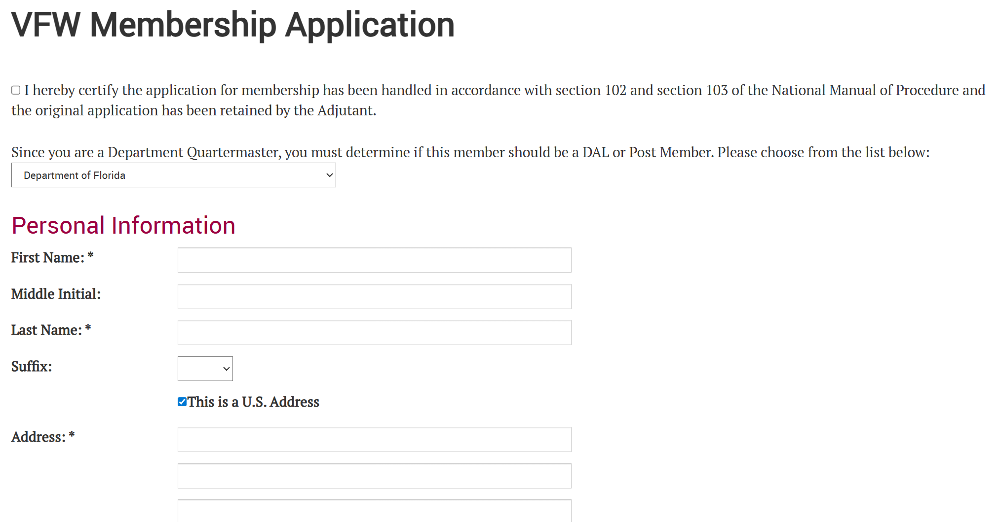 VFW Membership Application
I hereby certify the application for membership has been handled in accordance with section 102 and section 103 of the National Manual of Procedure and
the original application has been retained by the Adjutant.
Since you are a Department Quartermaster, you must determine if this member should be a DAL or Post Member. Please choose from the list below:
Department of Florida
Personal Information
First Name: *
Middle Initial:
Last Name: *
Suffix:
This is a U.S. Address
Address: *